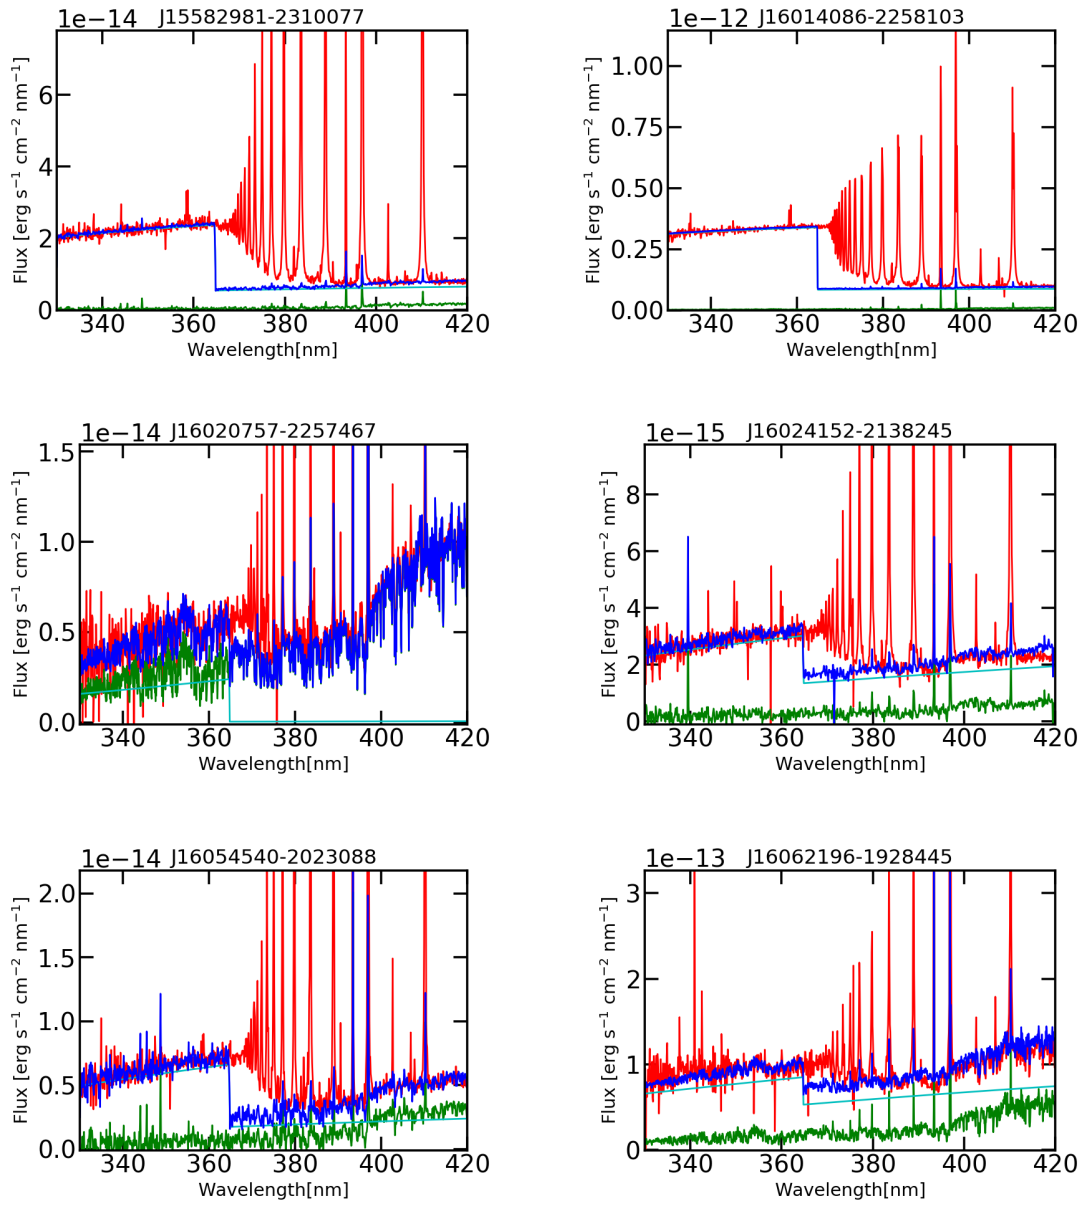 1e−14 J15582981-2310077
Flux [erg s⁻¹ cm⁻² nm⁻¹]
6
4
2
0
340 360 380 400 420
Wavelength[nm]
1e−12 J16014086-2258103
Flux [erg s⁻¹ cm⁻² nm⁻¹]
1.00
0.75
0.50
0.25
0.00
340 360 380 400 420
Wavelength[nm]
1e−14 J16020757-2257467
Flux [erg s⁻¹ cm⁻² nm⁻¹]
1.5
1.0
0.5
0.0
340 360 380 400 420
Wavelength[nm]
1e−15 J16024152-2138245
Flux [erg s⁻¹ cm⁻² nm⁻¹]
8
6
4
2
0
340 360 380 400 420
Wavelength[nm]
1e−14 J16054540-2023088
Flux [erg s⁻¹ cm⁻² nm⁻¹]
2.0
1.5
1.0
0.5
0.0
340 360 380 400 420
Wavelength[nm]
1e−13 J16062196-1928445
Flux [erg s⁻¹ cm⁻² nm⁻¹]
3
2
1
0
340 360 380 400 420
Wavelength[nm]